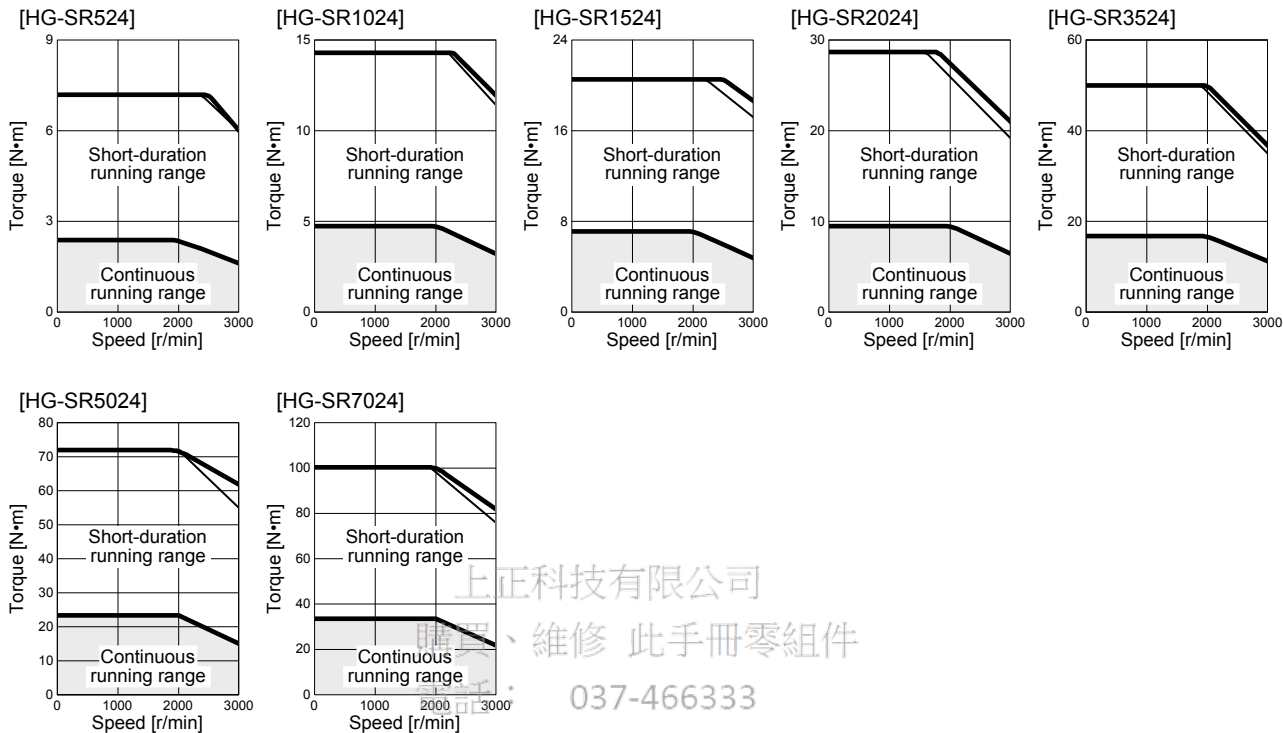 [HG-SR524]
9
6
3
0
Torque [N•m]
Short-duration
running range
Continuous
running range
0 1000 2000 3000
Speed [r/min]
[HG-SR1024]
15
10
5
0
Torque [N•m]
Short-duration
running range
Continuous
running range
0 1000 2000 3000
Speed [r/min]
[HG-SR1524]
24
16
8
0
Torque [N•m]
Short-duration
running range
Continuous
running range
0 1000 2000 3000
Speed [r/min]
[HG-SR2024]
30
20
10
0
Torque [N•m]
Short-duration
running range
Continuous
running range
0 1000 2000 3000
Speed [r/min]
[HG-SR3524]
60
40
20
0
Torque [N•m]
Short-duration
running range
Continuous
running range
0 1000 2000 3000
Speed [r/min]
[HG-SR5024]
80
70
60
50
40
30
20
10
0
Torque [N•m]
Short-duration
running range
Continuous
running range
0 1000 2000 3000
Speed [r/min]
[HG-SR7024]
120
100
80
60
40
20
0
Torque [N•m]
Short-duration
running range
Continuous
running range
0 1000 2000 3000
Speed [r/min]
上正科技有限公司
購買、維修 此手冊零組件
電話： 037-466333